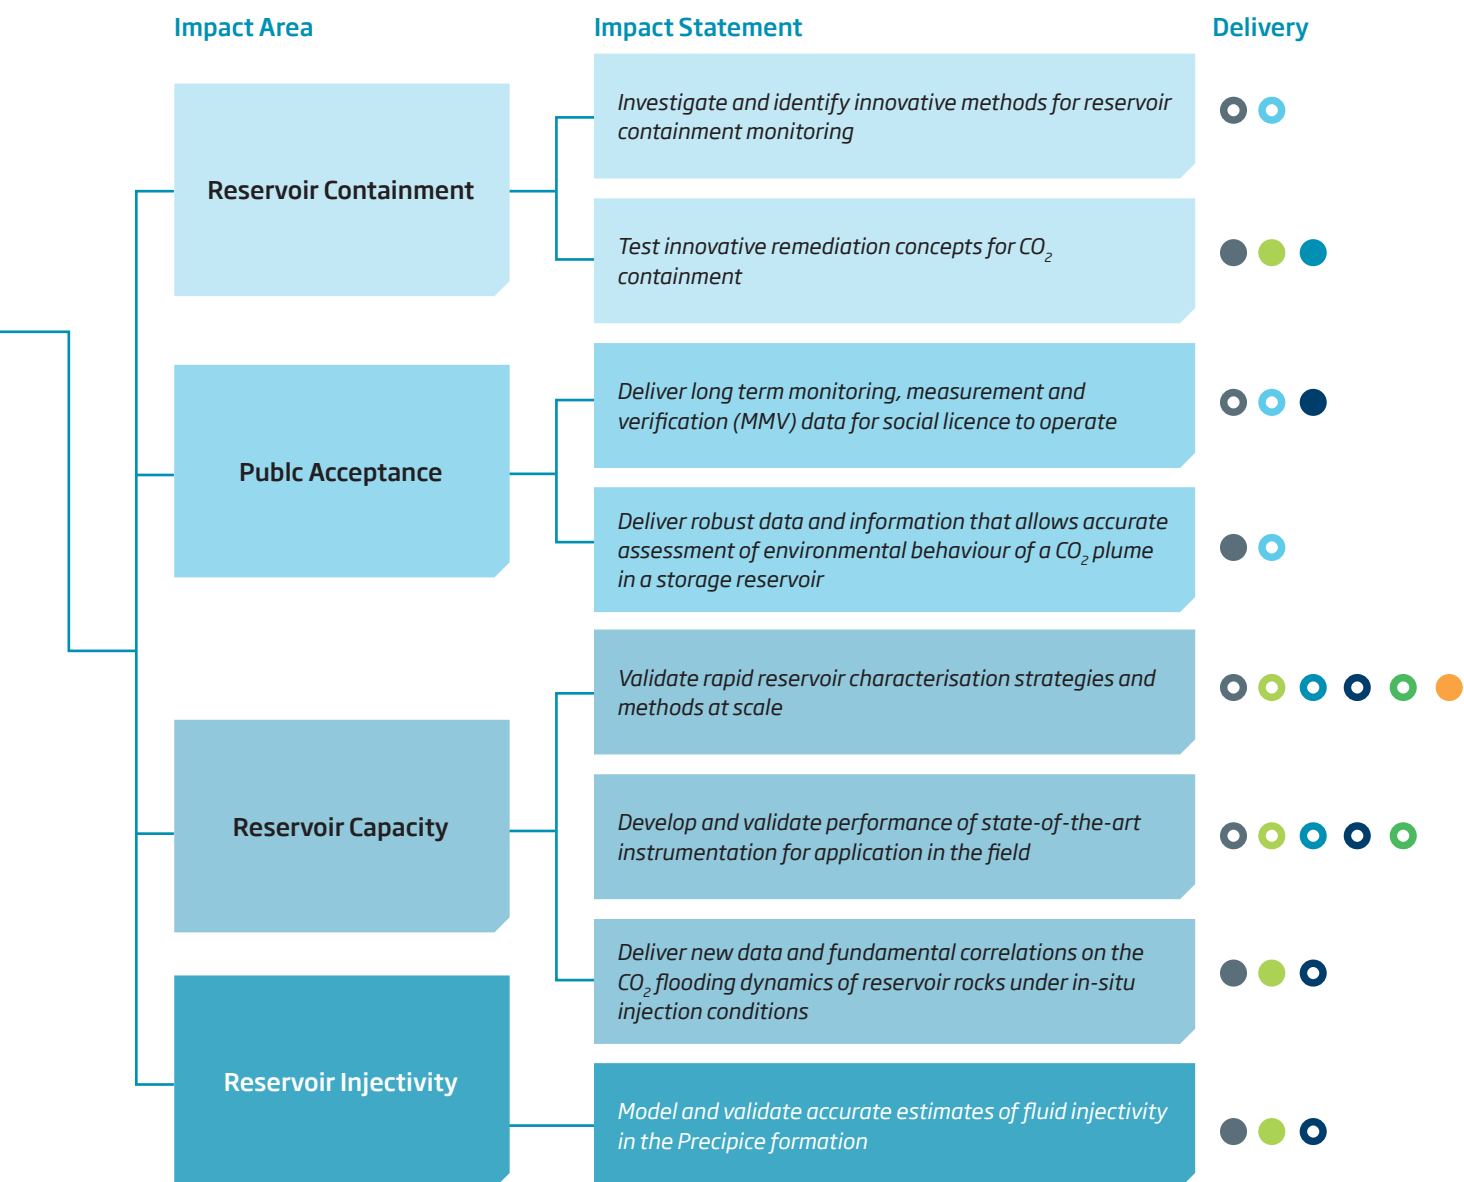 Impact Area
Impact Statement
Delivery
Reservoir Containment
Investigate and identify innovative methods for reservoir
containment monitoring
Test innovative remediation concepts for CO₂
containment
Publc Acceptance
Deliver long term monitoring, measurement and
verification (MMV) data for social licence to operate
Deliver robust data and information that allows accurate
assessment of environmental behaviour of a CO₂ plume
in a storage reservoir
Reservoir Capacity
Validate rapid reservoir characterisation strategies and
methods at scale
Develop and validate performance of state-of-the-art
instrumentation for application in the field
Deliver new data and fundamental correlations on the
CO₂ flooding dynamics of reservoir rocks under in-situ
injection conditions
Reservoir Injectivity
Model and validate accurate estimates of fluid injectivity
in the Precipice formation